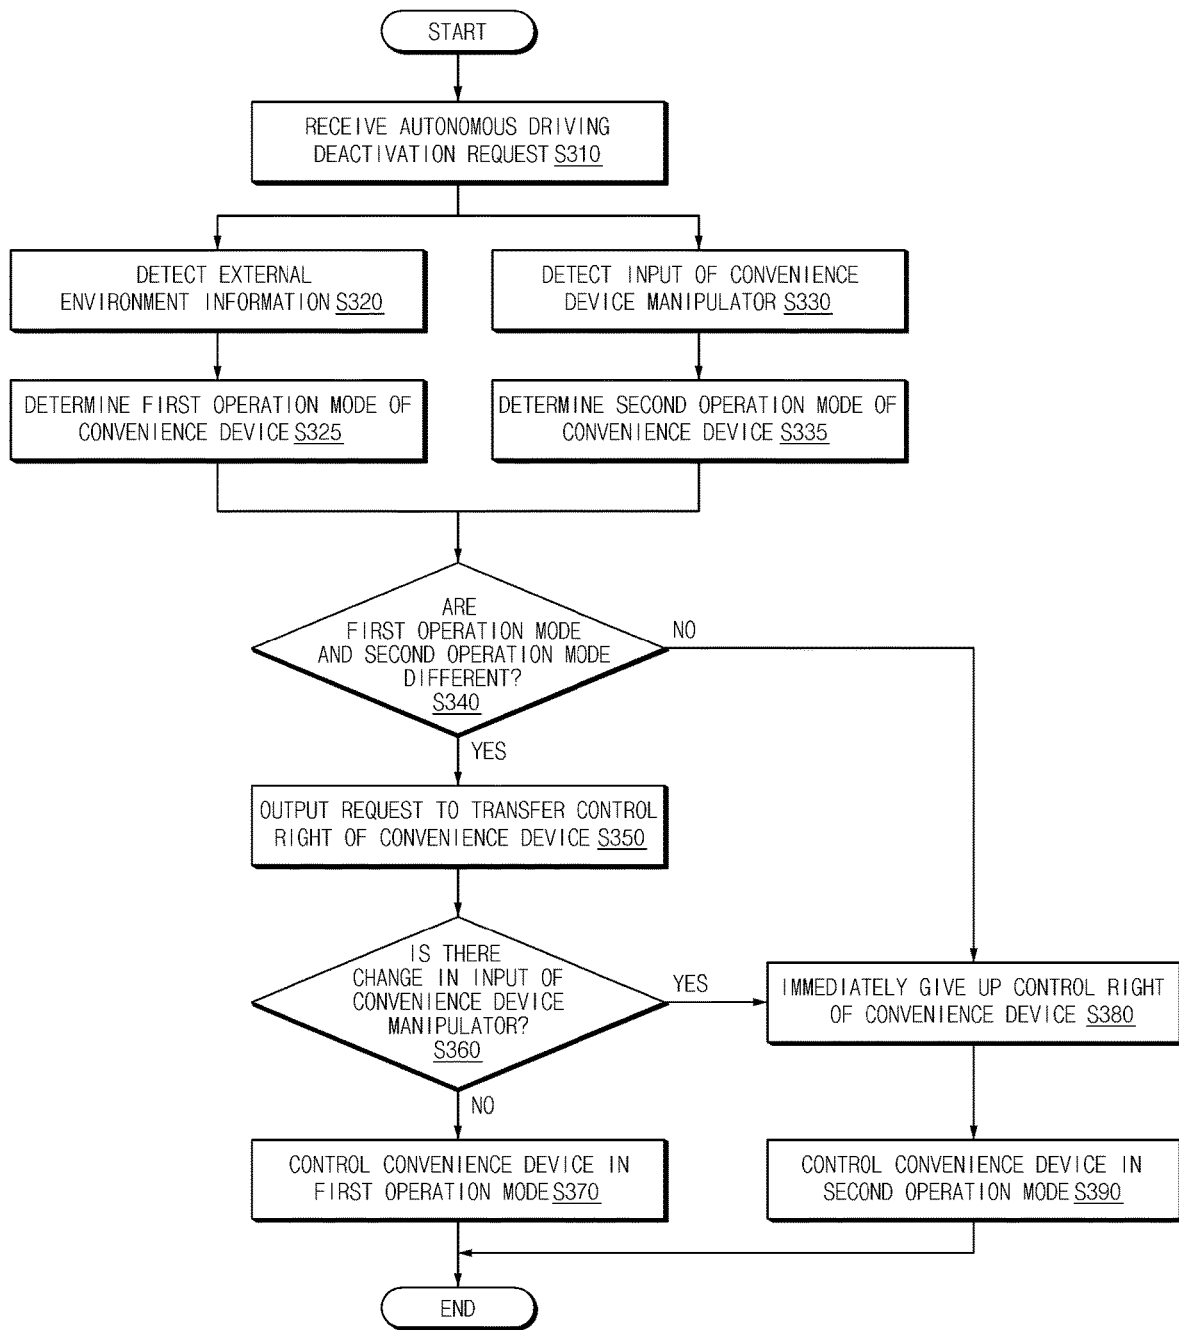 START
RECEIVE AUTONOMOUS DRIVING
DEACTIVATION REQUEST S310
DETECT EXTERNAL
ENVIRONMENT INFORMATION S320
DETECT INPUT OF CONVENIENCE
DEVICE MANIPULATOR S330
DETERMINE FIRST OPERATION MODE OF
CONVENIENCE DEVICE S325
DETERMINE SECOND OPERATION MODE OF
CONVENIENCE DEVICE S335
ARE
FIRST OPERATION MODE
AND SECOND OPERATION MODE
DIFFERENT?
S340
NO
YES
OUTPUT REQUEST TO TRANSFER CONTROL
RIGHT OF CONVENIENCE DEVICE S350
IS THERE
CHANGE IN INPUT OF
CONVENIENCE DEVICE
MANIPULATOR?
S360
YES
NO
IMMEDIATELY GIVE UP CONTROL RIGHT
OF CONVENIENCE DEVICE S380
CONTROL CONVENIENCE DEVICE IN
FIRST OPERATION MODE S370
CONTROL CONVENIENCE DEVICE IN
SECOND OPERATION MODE S390
END